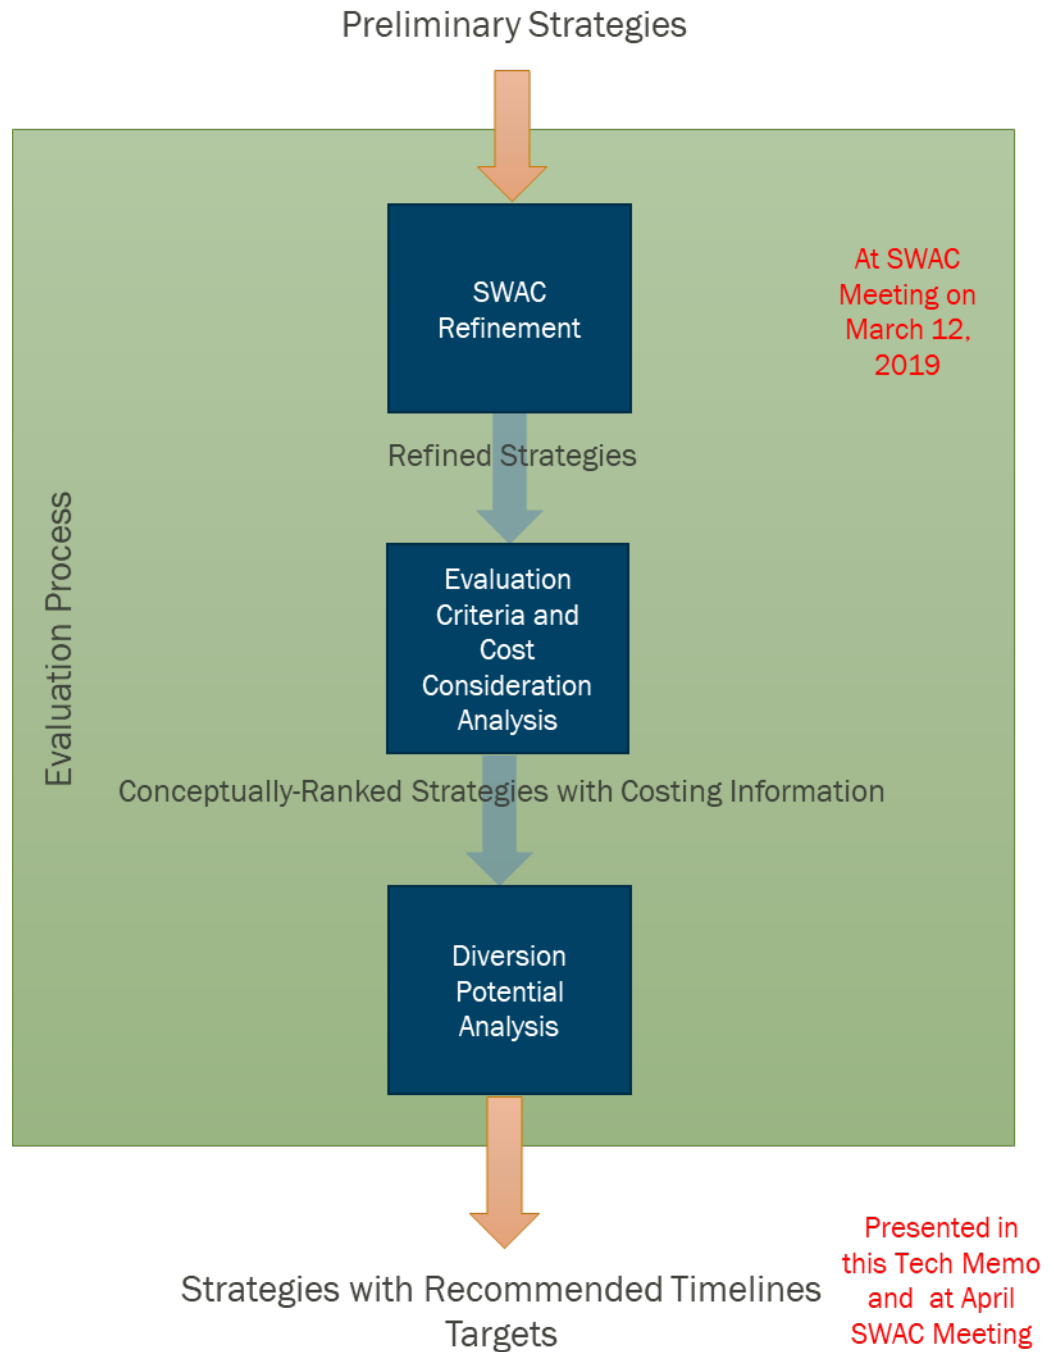 Preliminary Strategies
SWAC
Refinement
At SWAC
Meeting on
March 12,
2019
Refined Strategies
Evaluation Process
Evaluation
Criteria and
Cost
Consideration
Analysis
Conceptually-Ranked Strategies with Costing Information
Diversion
Potential
Analysis
Strategies with Recommended Timelines
Targets
Presented in
this Tech Memo
and at April
SWAC Meeting